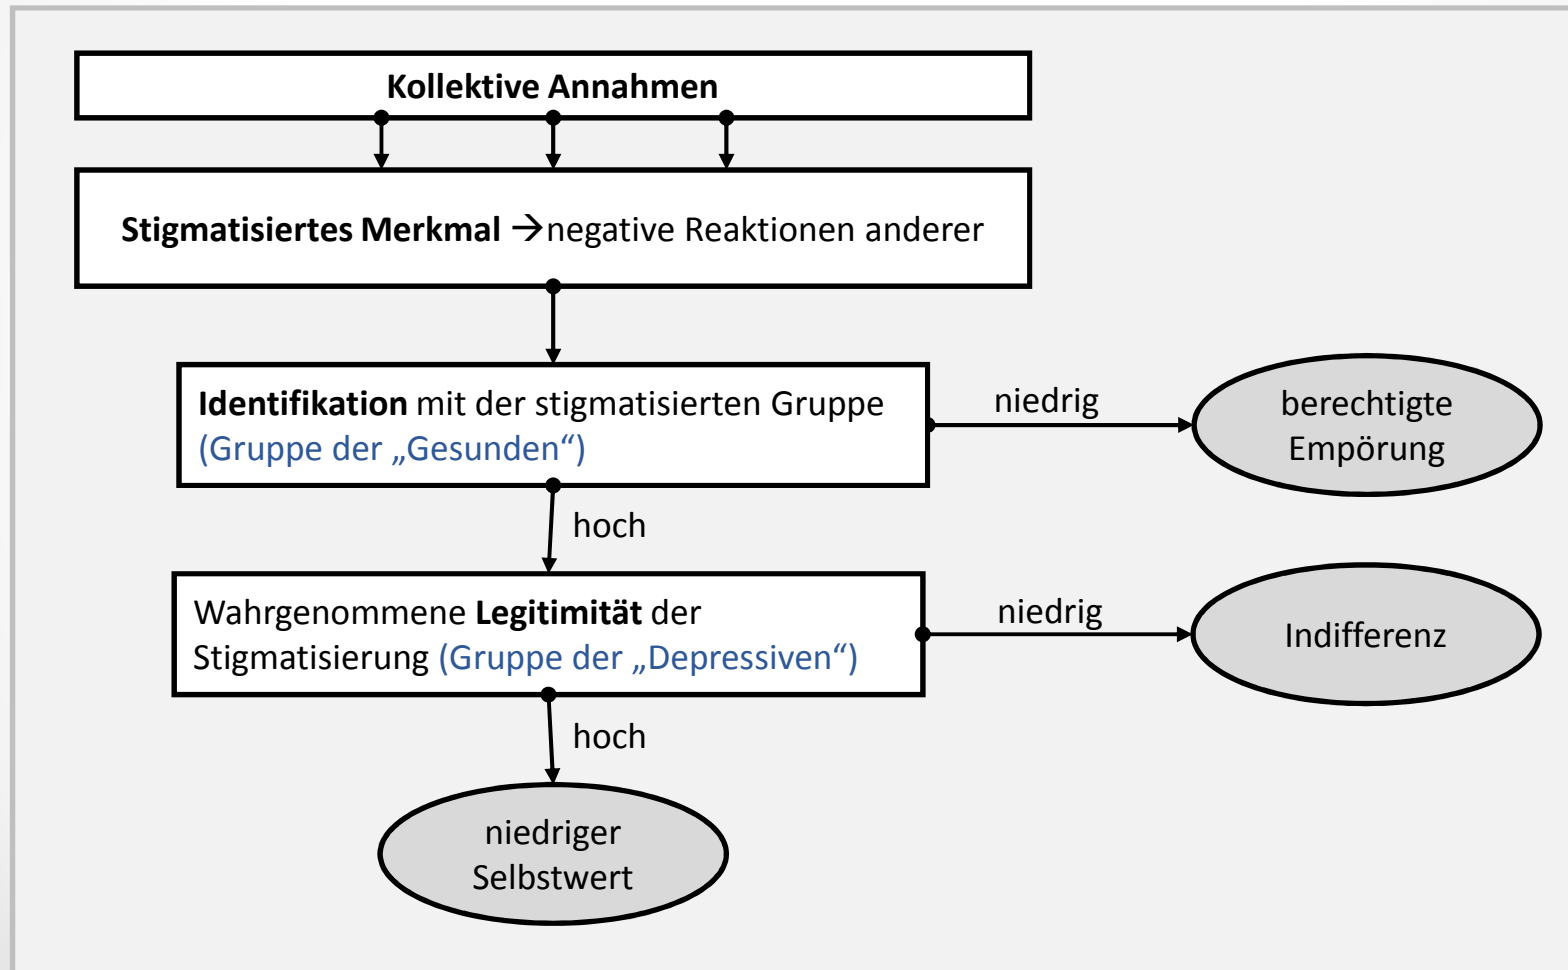 Kollektive Annahmen
Stigmatisiertes Merkmal → negative Reaktionen anderer
Identifikation mit der stigmatisierten Gruppe
(Gruppe der „Gesunden“)
niedrig
berechtigte
Empörung
hoch
Wahrgenommene Legitimität der
Stigmatisierung (Gruppe der „Depressiven“)
niedrig
Indifferenz
hoch
niedriger
Selbstwert